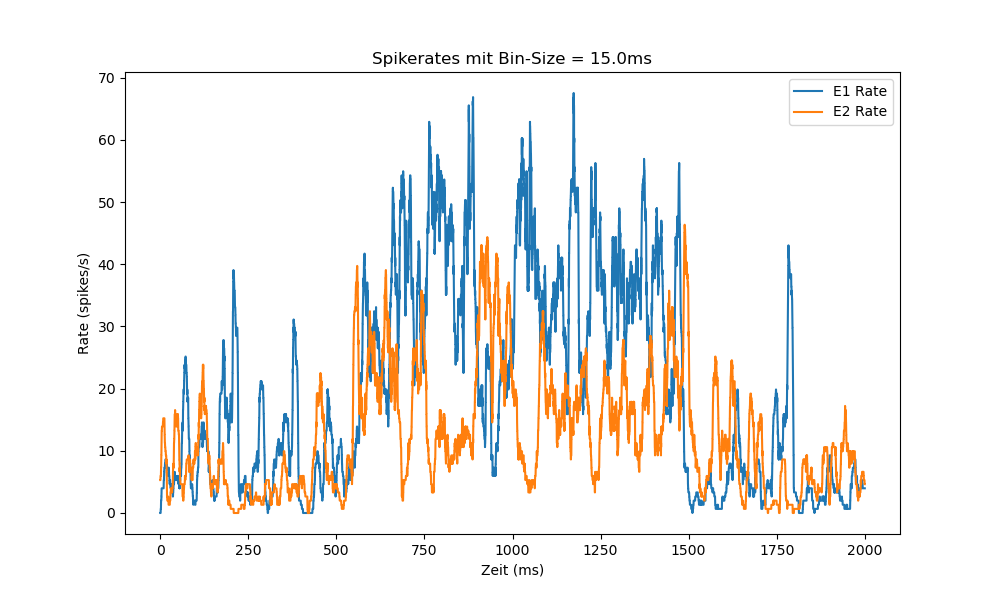 Spikerates mit Bin-Size = 15.0ms
E1 Rate
E2 Rate
70
60
50
40
30
20
10
0
Rate (spikes/s)
0 250 500 750 1000 1250 1500 1750 2000
Zeit (ms)